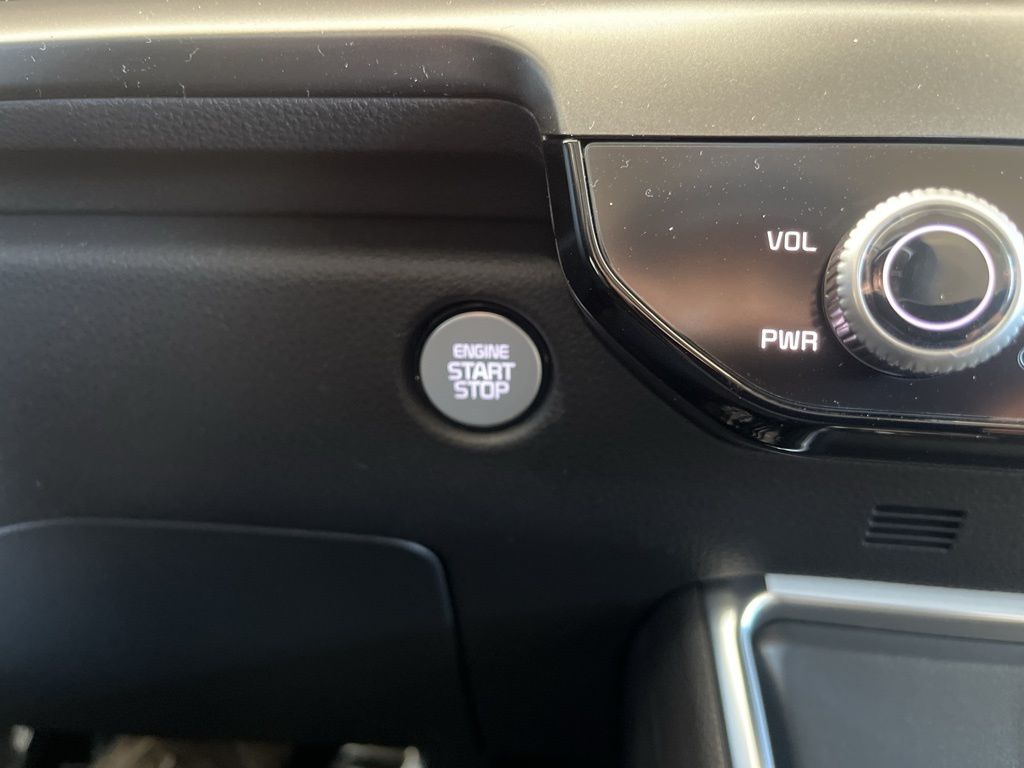 VOL
PWR
ENGINE
START
STOP